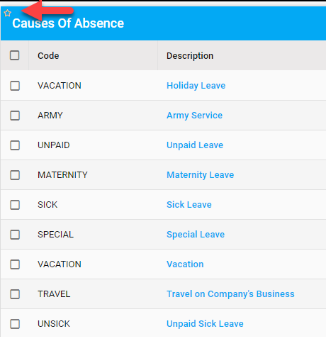 Causes Of Absence
Code Description
VACATION Holiday Leave
ARMY Army Service
UNPAID Unpaid Leave
MATERNITY Maternity Leave
SICK Sick Leave
SPECIAL Special Leave
VACATION Vacation
TRAVEL Travel on Company's Business
UNSICK Unpaid Sick Leave